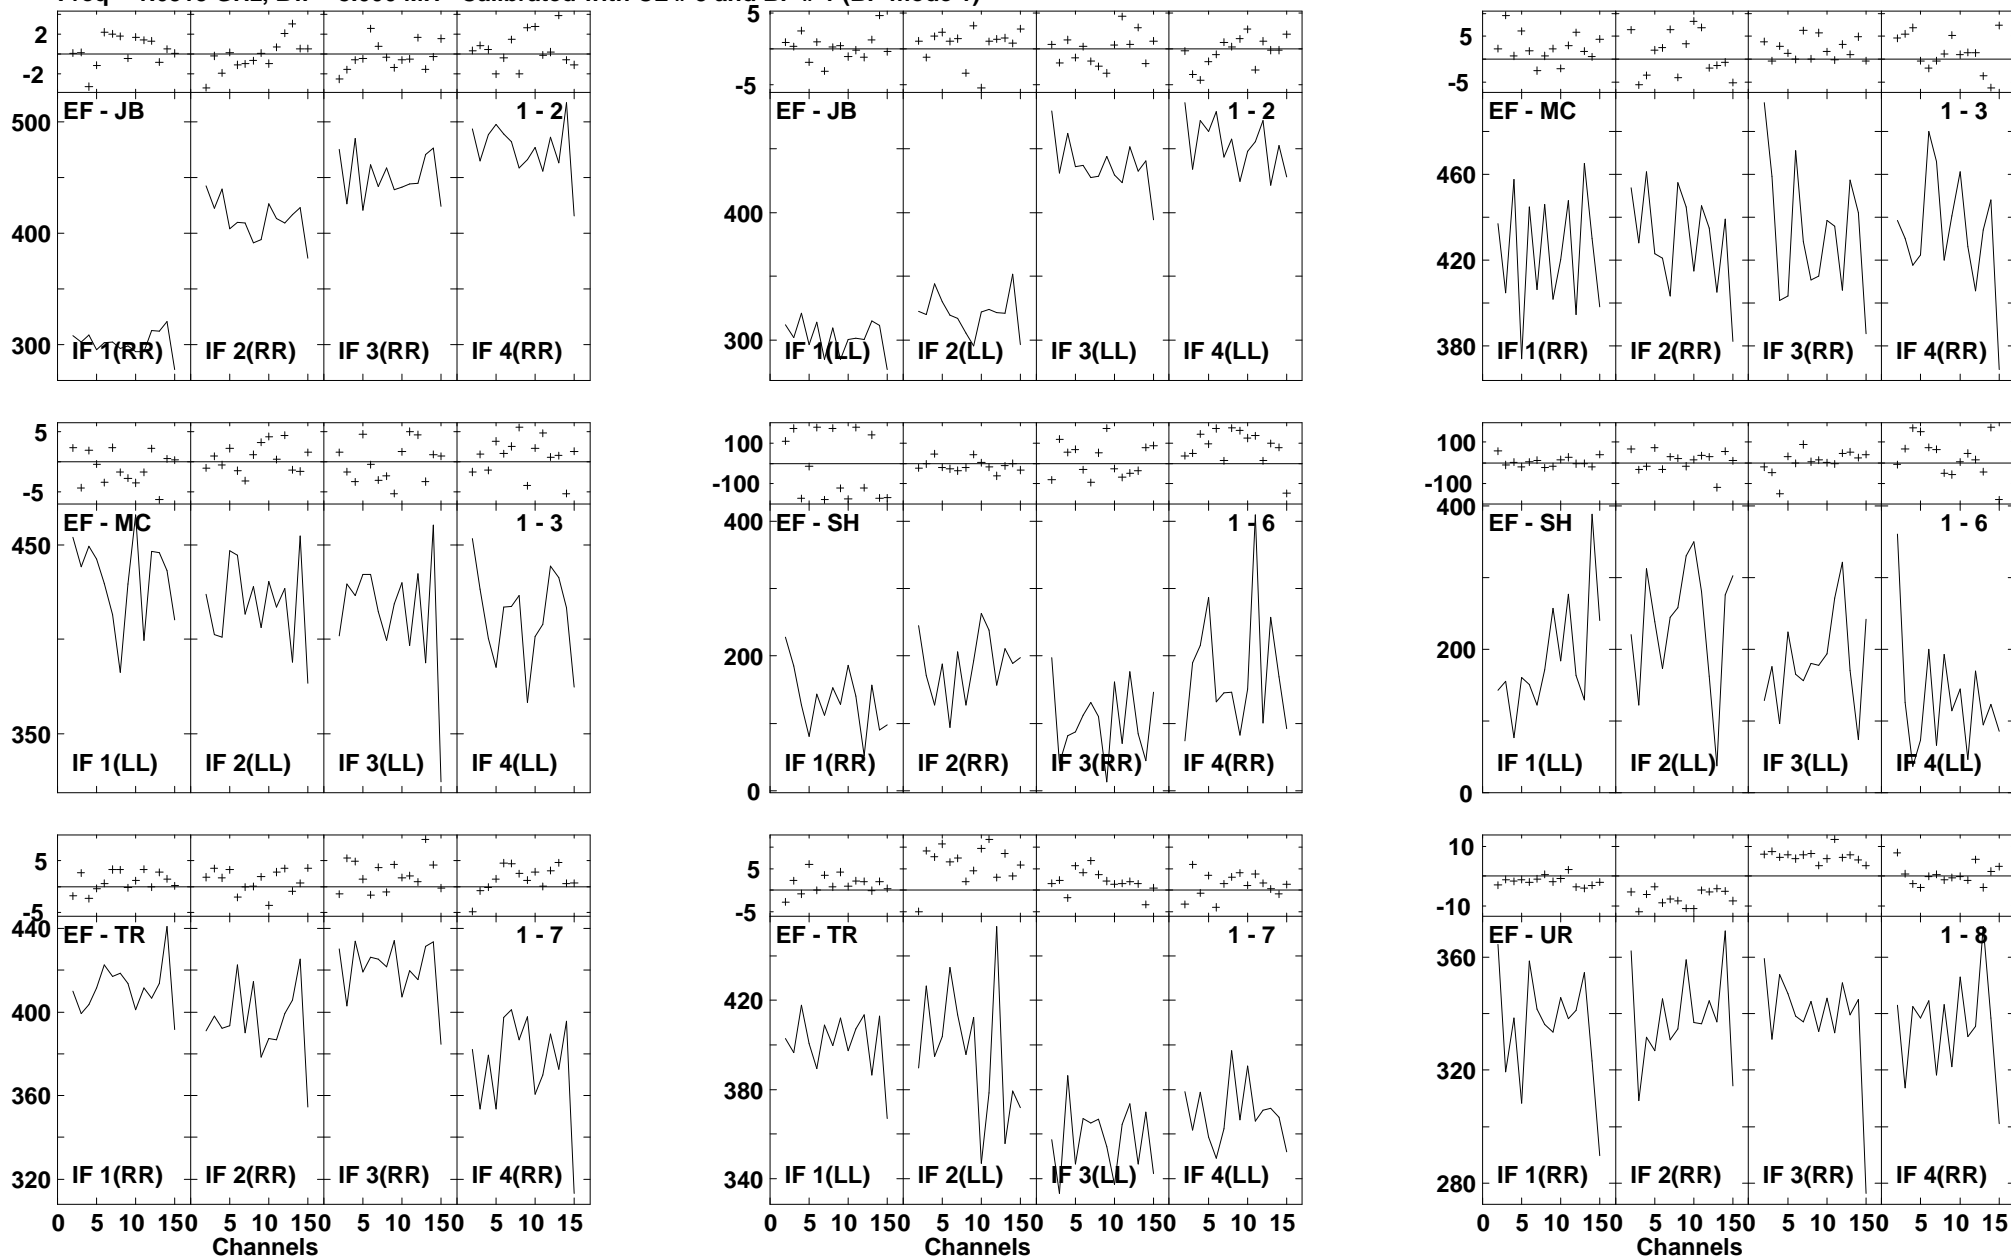 5
5
2
-2
-5
-5
EF - JB
1 - 2
EF - JB
1 - 2
EF - MC
1 - 3
500
400
300
400
300
460
420
380
IF 1(RR)
IF 2(RR)
IF 3(RR)
IF 4(RR)
IF 1(LL)
IF 2(LL)
IF 3(LL)
IF 4(LL)
IF 1(RR)
IF 2(RR)
IF 3(RR)
IF 4(RR)
5
-5
100
-100
100
-100
EF - MC
1 - 3
EF - SH
1 - 6
EF - SH
1 - 6
450
350
400
200
0
400
200
0
IF 1(LL)
IF 2(LL)
IF 3(LL)
IF 4(LL)
IF 1(RR)
IF 2(RR)
IF 3(RR)
IF 4(RR)
IF 1(LL)
IF 2(LL)
IF 3(LL)
IF 4(LL)
5
-5
5
-5
10
-10
EF - TR
1 - 7
EF - TR
1 - 7
EF - UR
1 - 8
440
400
360
320
420
380
340
360
320
280
IF 1(RR)
IF 2(RR)
IF 3(RR)
IF 4(RR)
IF 1(LL)
IF 2(LL)
IF 3(LL)
IF 4(LL)
IF 1(RR)
IF 2(RR)
IF 3(RR)
IF 4(RR)
0 5 10 150 5 10 150 5 10 150 5 10 15
0 5 10 150 5 10 150 5 10 150 5 10 15
0 5 10 150 5 10 150 5 10 150 5 10 15
Channels
Channels